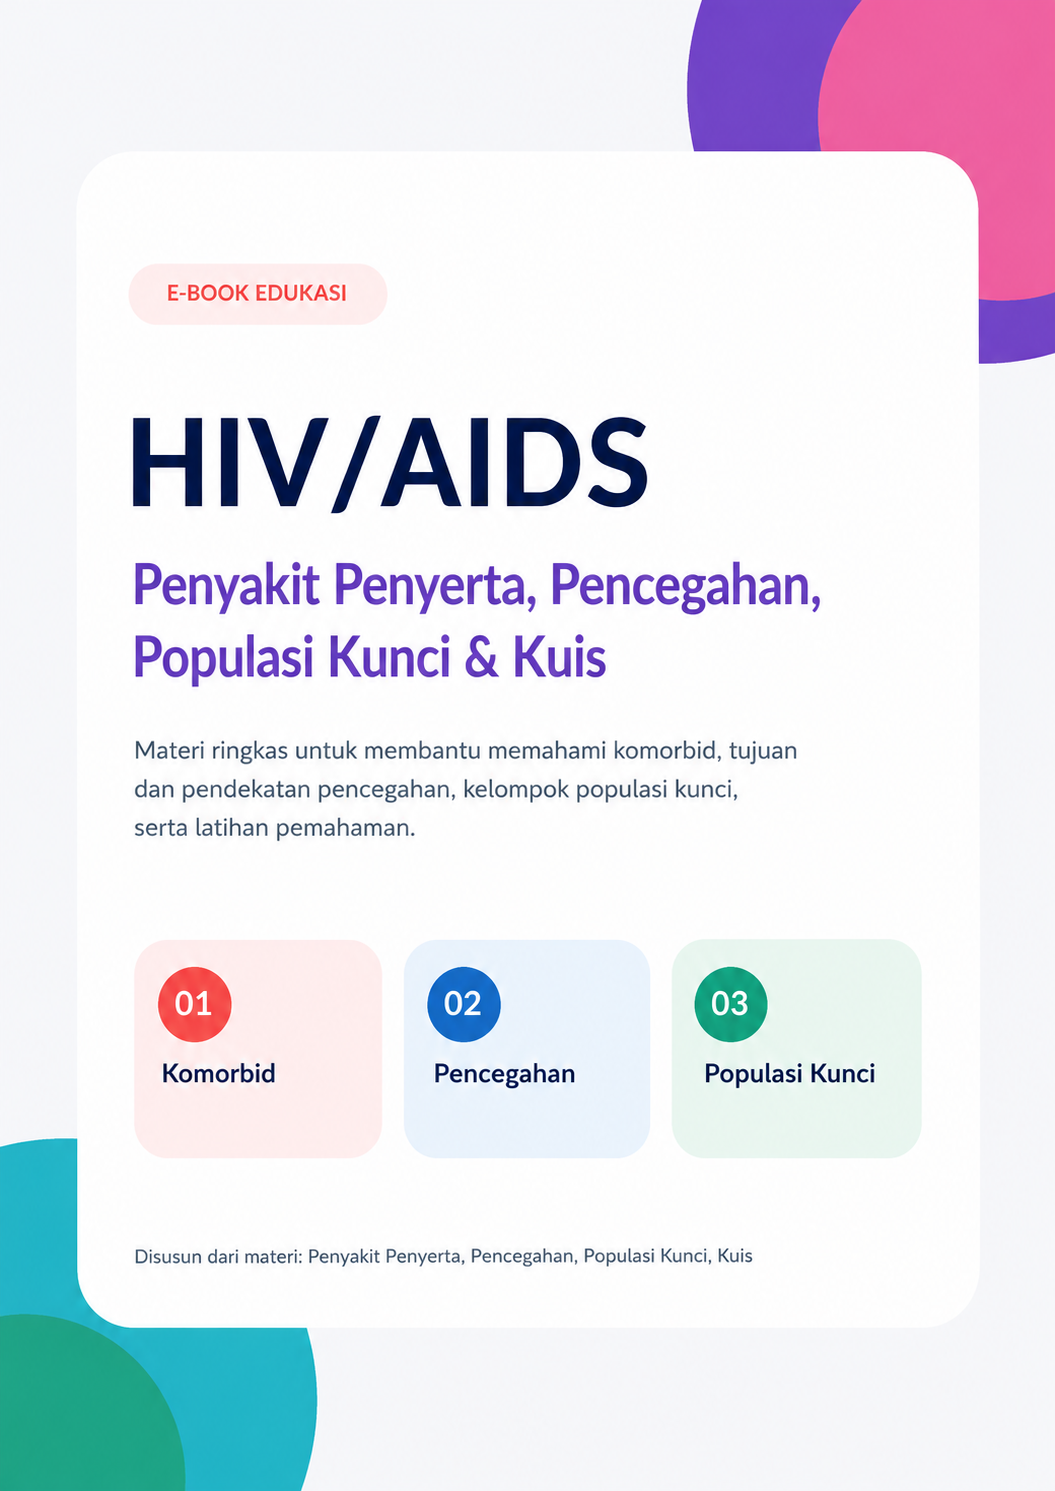 E-BOOK EDUKASI
HIV/AIDS
Penyakit Penyerta, Pencegahan,
Populasi Kunci & Kuis
Materi ringkas untuk membantu memahami komorbid, tujuan
dan pendekatan pencegahan, kelompok populasi kunci,
serta latihan pemahaman.
01
Komorbid
02
Pencegahan
03
Populasi Kunci
Disusun dari materi: Penyakit Penyerta, Pencegahan, Populasi Kunci, Kuis